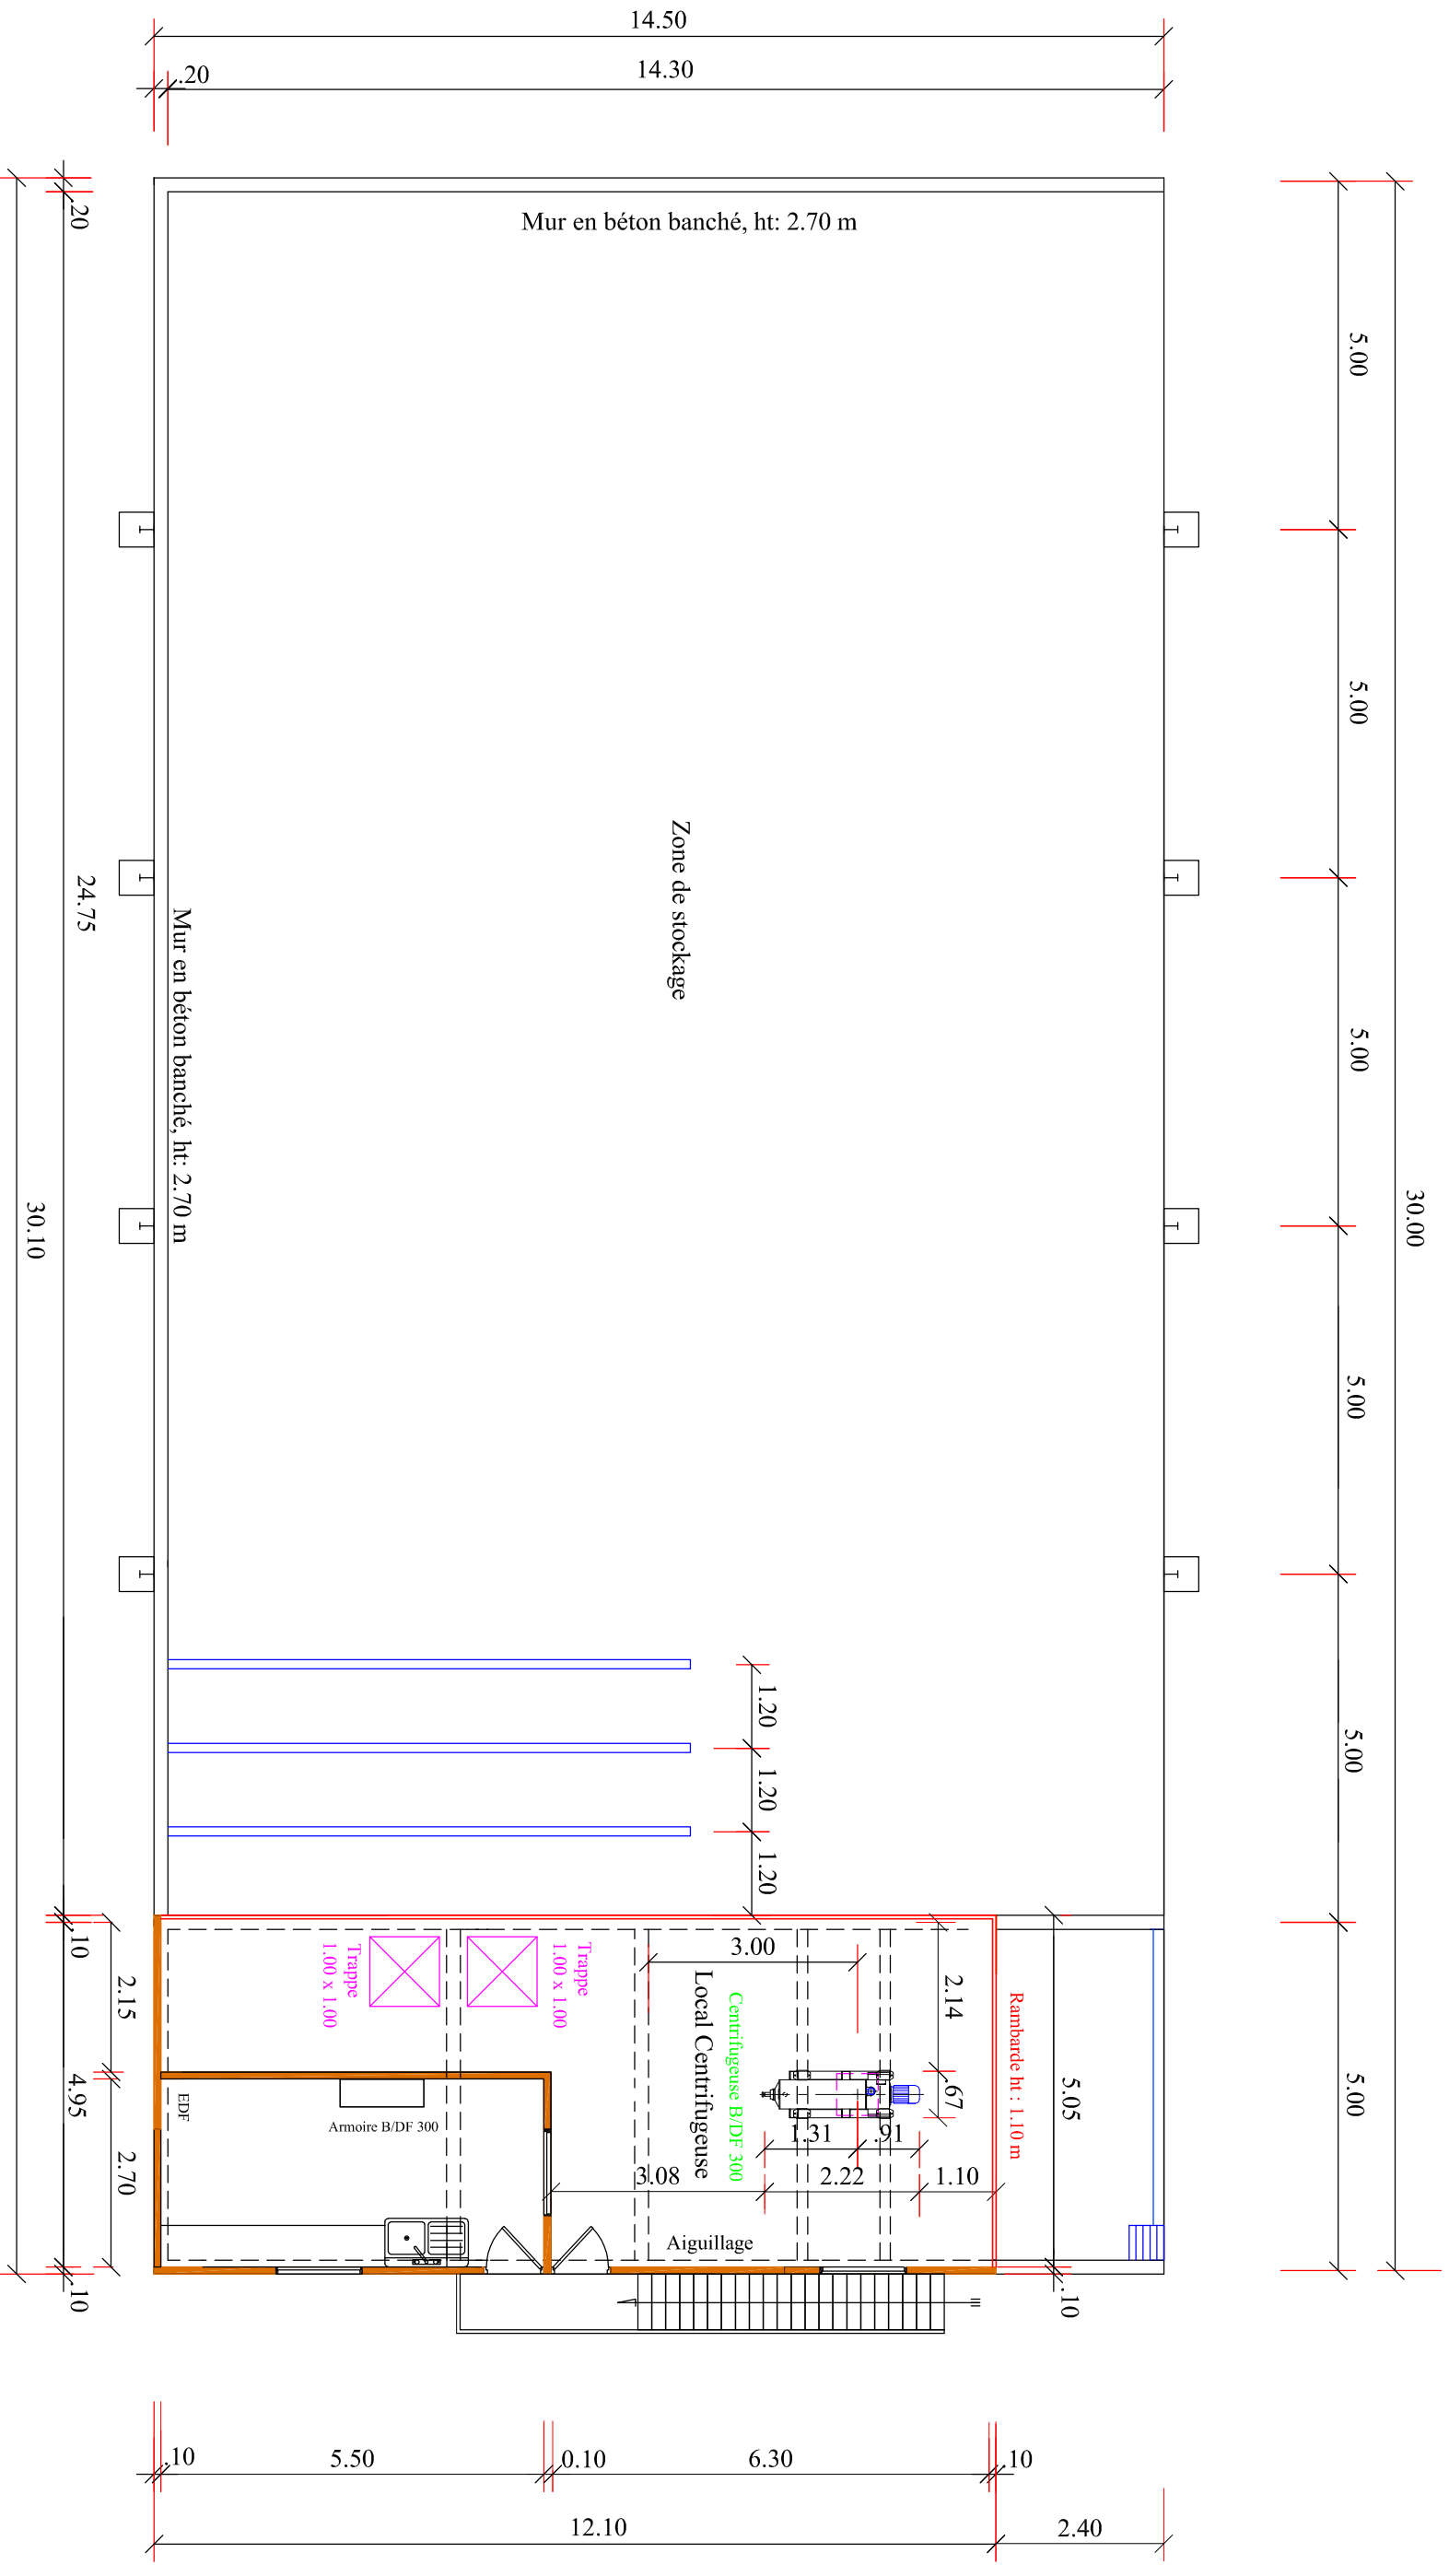 14.50
.20
14.30
.20
Mur en béton banché, ht: 2.70 m
5.00
5.00
5.00
5.00
5.00
5.00
30.00
Zone de stockage
24.75
Mur en béton banché, ht: 2.70 m
30.10
1.20
1.20
1.20
.10
2.15
4.95
2.70
.10
Trappe
1.00 x 1.00
Trappe
1.00 x 1.00
3.00
2.14
Local Centrifugeuse
Centrifugeuse B/DF 300
Rambarde ht : 1.10 m
5.05
.67
EDF
Armoire B/DF 300
1.31
.91
3.08
2.22
1.10
Aiguillage
.10
.10
5.50
0.10
6.30
.10
12.10
2.40